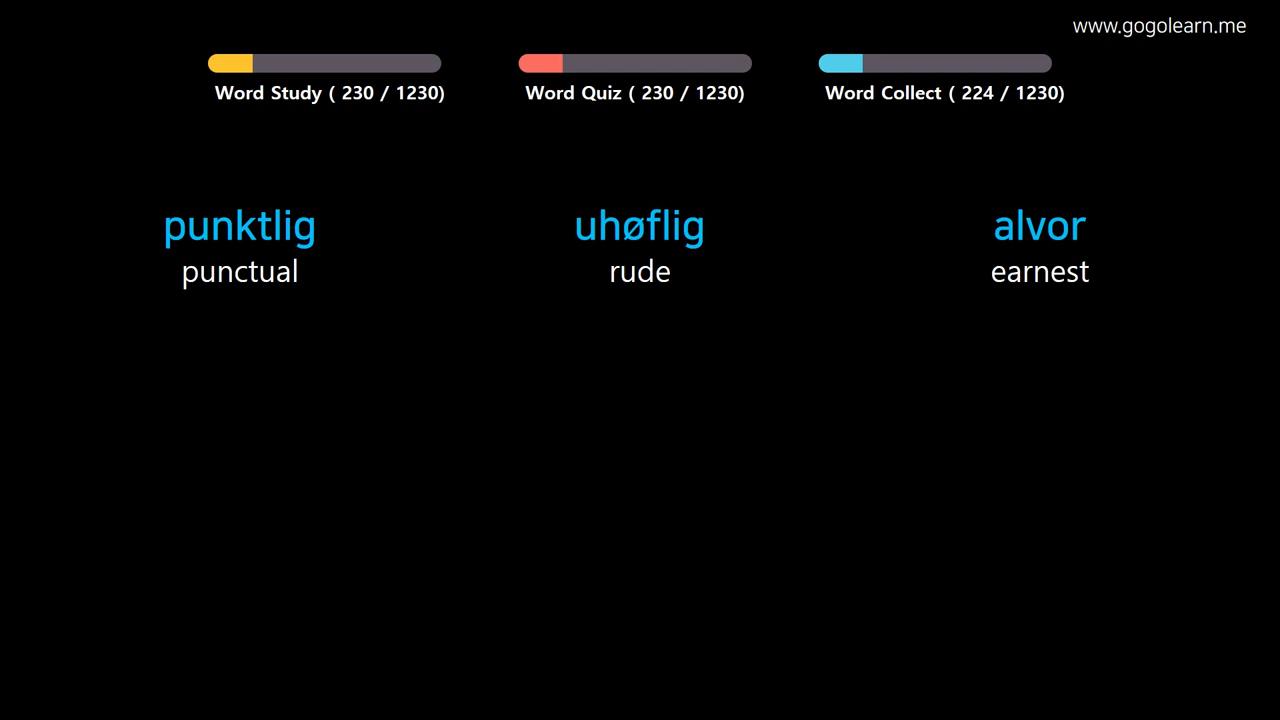 www.gogolearn.me
Word Study ( 230 / 1230)
Word Quiz ( 230 / 1230)
Word Collect ( 224 / 1230)
punktlig
punctual
uhøflig
rude
alvor
earnest